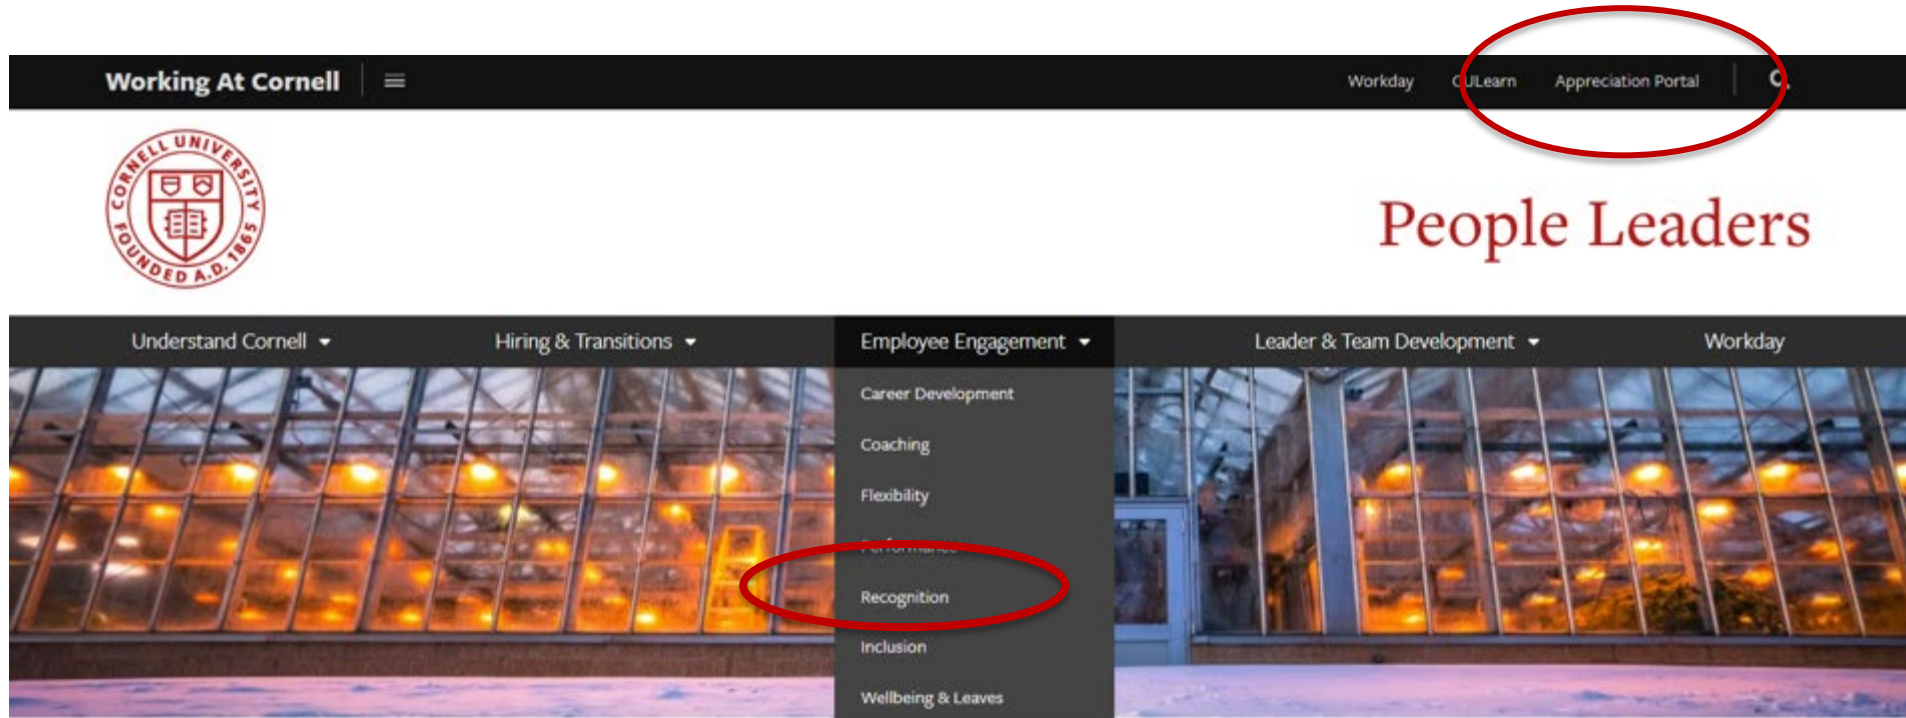 Working At Cornell
Workday CULearn Appreciation Portal
CORNELL UNIVERSITY
FOUNDED A.D. 1865
People Leaders
Understand Cornell Hiring & Transitions Employee Engagement Leader & Team Development Workday
Career Development
Coaching
Flexibility
Performance
Recognition
Inclusion
Wellbeing & Leaves